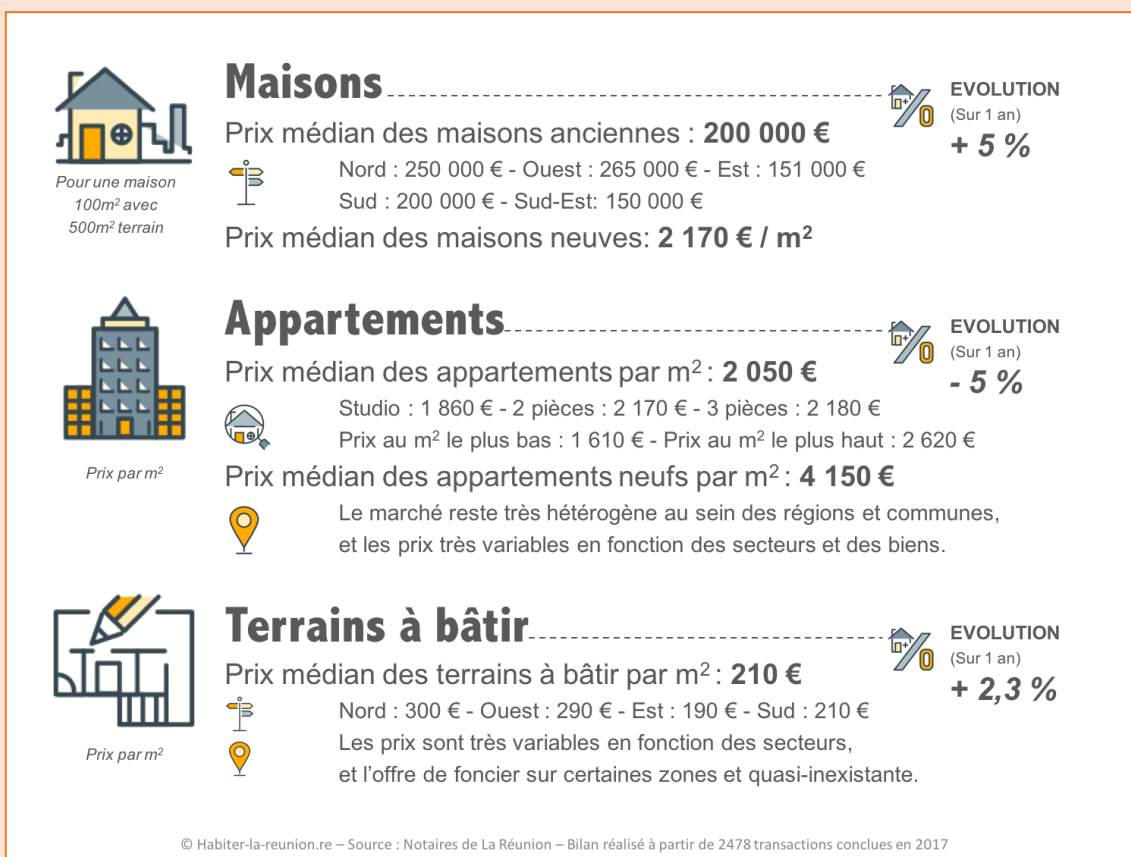 Maisons
EVOLUTION
(Sur 1 an)
+ 5 %
Prix médian des maisons anciennes : 200 000 €
Nord : 250 000 € - Ouest : 265 000 € - Est : 151 000 €
Sud : 200 000 € - Sud-Est: 150 000 €
Prix médian des maisons neuves: 2 170 € / m²
Pour une maison
100m² avec
500m² terrain
Appartements
EVOLUTION
(Sur 1 an)
- 5 %
Prix médian des appartements par m² : 2 050 €
Studio : 1 860 € - 2 pièces : 2 170 € - 3 pièces : 2 180 €
Prix au m² le plus bas : 1 610 € - Prix au m² le plus haut : 2 620 €
Prix médian des appartements neufs par m² : 4 150 €
Le marché reste très hétérogène au sein des régions et communes,
et les prix très variables en fonction des secteurs et des biens.
Prix par m²
Terrains à bâtir
EVOLUTION
(Sur 1 an)
+ 2,3 %
Prix médian des terrains à bâtir par m² : 210 €
Nord : 300 € - Ouest : 290 € - Est : 190 € - Sud : 210 €
Les prix sont très variables en fonction des secteurs,
et l'offre de foncier sur certaines zones et quasi-inexistante.
Prix par m²
© Habiter-la-reunion.re – Source : Notaires de La Réunion – Bilan réalisé à partir de 2478 transactions conclues en 2017